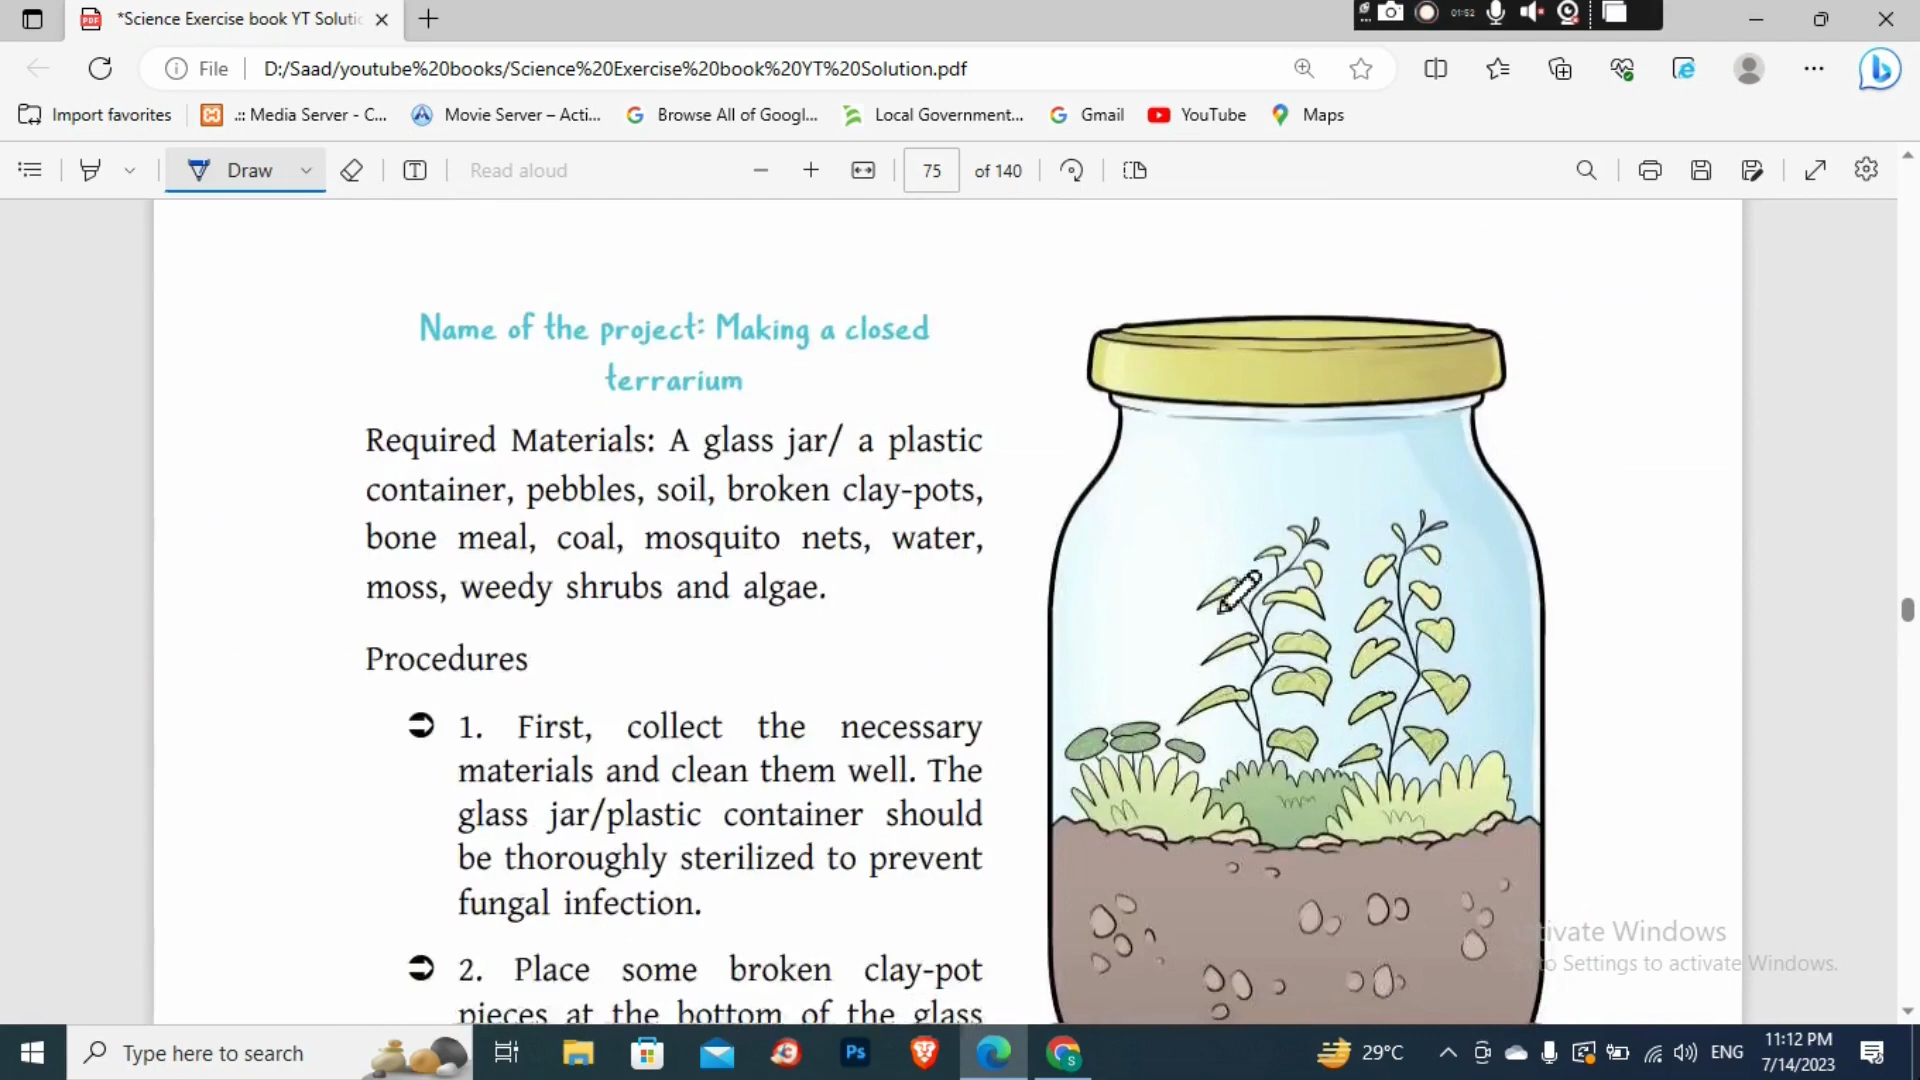 *Science Exercise book YT Solutic
01:52
File
D:/Saad/youtube%20books/Science%20Exercise%20book%20YT%20Solution.pdf
Import favorites
.:: Media Server - C...
Movie Server – Acti...
Browse All of Googl...
Local Government...
Gmail
YouTube
Maps
Draw
Read aloud
75
of 140
Name of the project: Making a closed
terrarium
Required Materials: A glass jar/ a plastic
container, pebbles, soil, broken clay-pots,
bone meal, coal, mosquito nets, water,
moss, weedy shrubs and algae.
Procedures
1. First, collect the necessary
materials and clean them well. The
glass jar/plastic container should
be thoroughly sterilized to prevent
fungal infection.
2. Place some broken clay-pot
pieces at the bottom of the glass
tivate Windows
to Settings to activate Windows.
Type here to search
Ps
S
29°C
ENG
11:12 PM
7/14/2023